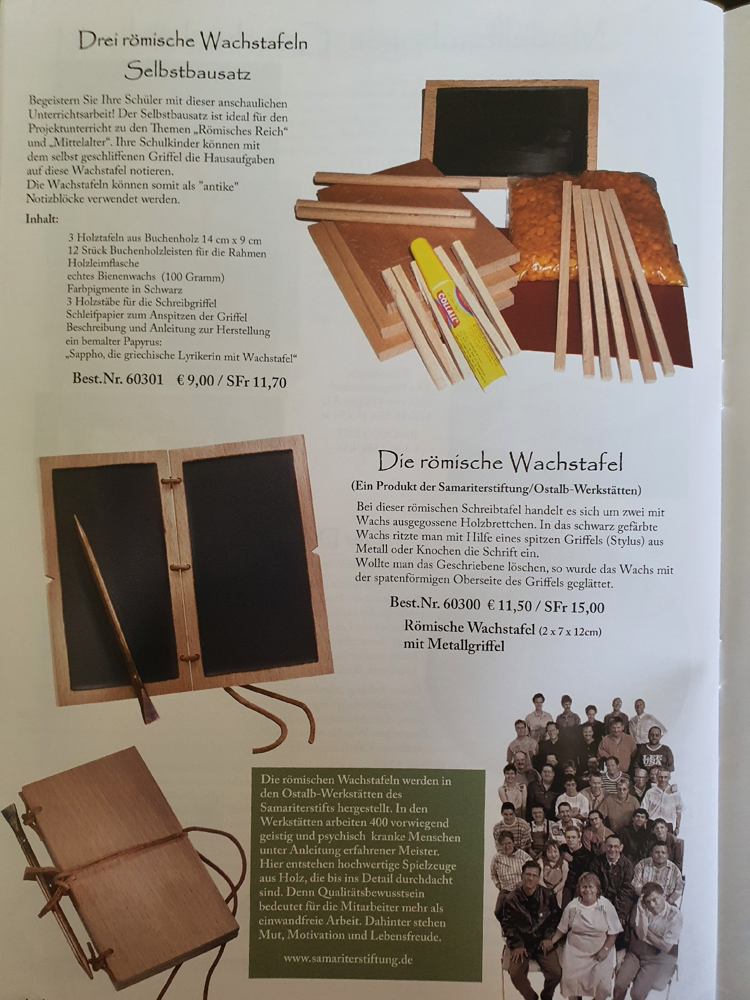 Drei römische Wachstafeln
Selbstbausatz
Begeistern Sie Ihre Schüler mit dieser anschaulichen
Unterrichtsarbeit! Der Selbstbausatz ist ideal für den
Projektunterricht zu den Themen „Römisches Reich“
und „Mittelalter“. Ihre Schulkinder können mit
dem selbst geschliffenen Griffel die Hausaufgaben
auf diese Wachstafel notieren.
Die Wachstafeln können somit als "antike"
Notizblöcke verwendet werden.
Inhalt:
3 Holztafeln aus Buchenholz 14 cm x 9 cm
12 Stück Buchenholzleisten für die Rahmen
Holzleimflasche
echtes Bienenwachs (100 Gramm)
Farbpigmente in Schwarz
3 Holzstäbe für die Schreibgriffel
Schleifpapier zum Anspitzen der Griffel
Beschreibung und Anleitung zur Herstellung
ein bemalter Papyrus:
„Sappho, die griechische Lyrikerin mit Wachstafel“
Best.Nr. 60301 € 9,00 / SFr 11,70
COLLALL
Die römische Wachstafel
(Ein Produkt der Samariterstiftung/Ostalb-Werkstätten)
Bei dieser römischen Schreibtafel handelt es sich um zwei mit
Wachs ausgegossene Holzbrettchen. In das schwarz gefärbte
Wachs ritzte man mit Hilfe eines spitzen Griffels (Stylus) aus
Metall oder Knochen die Schrift ein.
Wollte man das Geschriebene löschen, so wurde das Wachs mit
der spatenförmigen Oberseite des Griffels geglättet.
Best.Nr. 60300 € 11,50 / SFr 15,00
Römische Wachstafel (2 x 7 x 12cm)
mit Metallgriffel
LEE
USA
Die römischen Wachstafeln werden in
den Ostalb-Werkstätten des
Samariterstifts hergestellt. In den
Werkstätten arbeiten 400 vorwiegend
geistig und psychisch kranke Menschen
unter Anleitung erfahrener Meister.
Hier entstehen hochwertige Spielzeuge
aus Holz, die bis ins Detail durchdacht
sind. Denn Qualitätsbewusstsein
bedeutet für die Mitarbeiter mehr als
einwandfreie Arbeit. Dahinter stehen
Mut, Motivation und Lebensfreude.
www.samariterstiftung.de